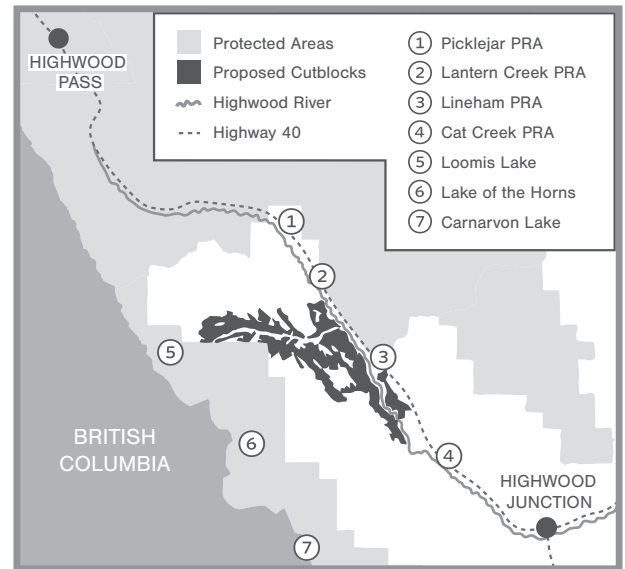 HIGHWOOD
PASS
Protected Areas
Proposed Cutblocks
Highwood River
Highway 40
1 Picklejar PRA
2 Lantern Creek PRA
3 Lineham PRA
4 Cat Creek PRA
5 Loomis Lake
6 Lake of the Horns
7 Carnarvon Lake
1
2
3
5
BRITISH
COLUMBIA
6
4
HIGHWOOD
JUNCTION
7